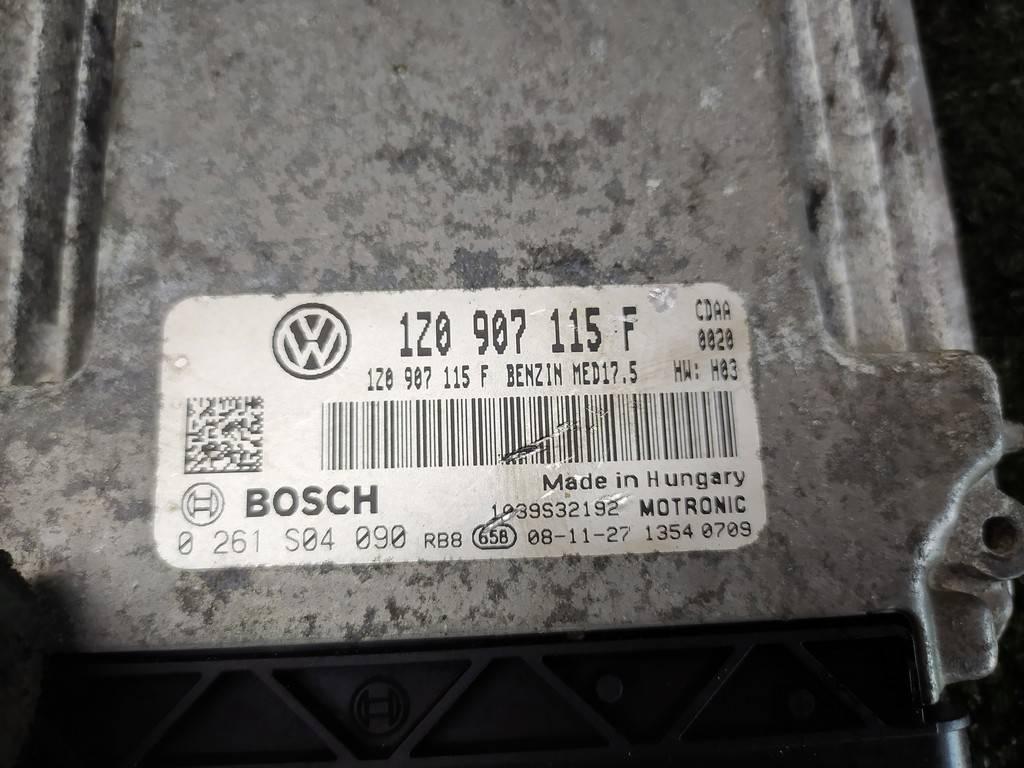 1Z0 907 115 F
CDAA
0020
1Z0 907 115 F BENZIN MED17.5
HW: H03
Made in Hungary
BOSCH
1039S32192 MOTRONIC
0 261 S04 090 RB8 658 08-11-27 1354 0709